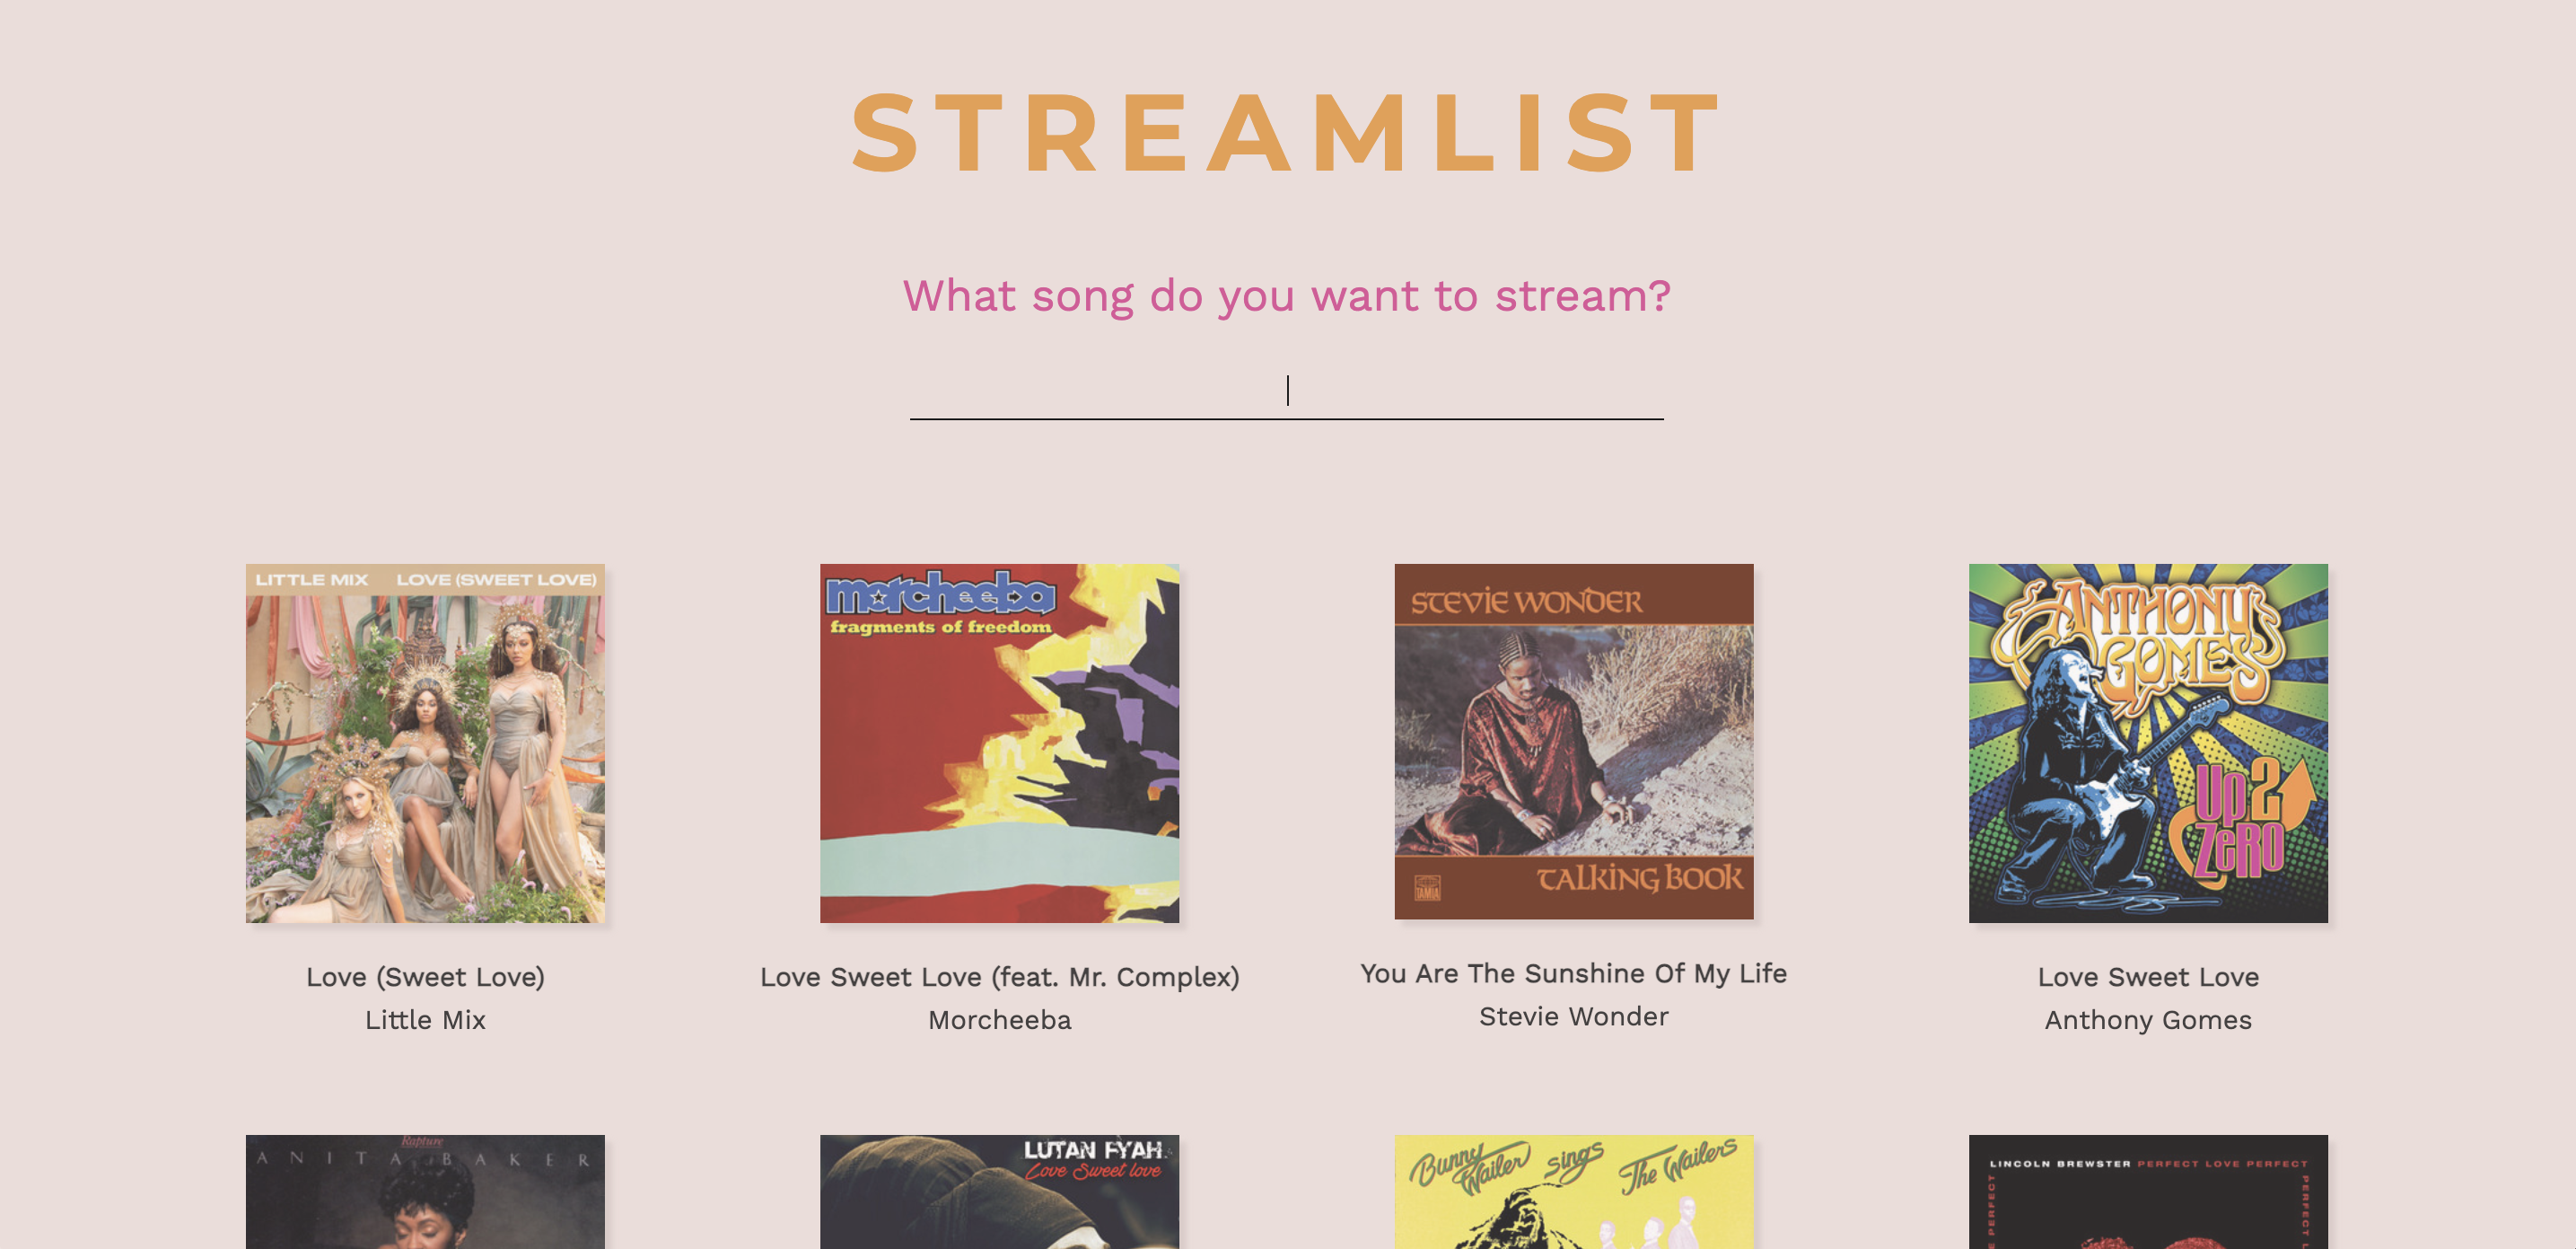 STREAMLIST
What song do you want to stream?
LITTLE MIX LOVE (SWEET LOVE)
morcheeba
fragments of freedom
STEVIE WONDER
TALKING BOOK
TAMLA
ANTHONY
GOMES
Up 2
ZeRO
Love (Sweet Love)
Little Mix
Love Sweet Love (feat. Mr. Complex)
Morcheeba
You Are The Sunshine Of My Life
Stevie Wonder
Love Sweet Love
Anthony Gomes
Rapture
ANITA BAKER
LUTAN FYAH
Love Sweet love
Bunny Wailer sings The Wailers
LINCOLN BREWSTER PERFECT LOVE PERFECT
PERFECT
PERFECT